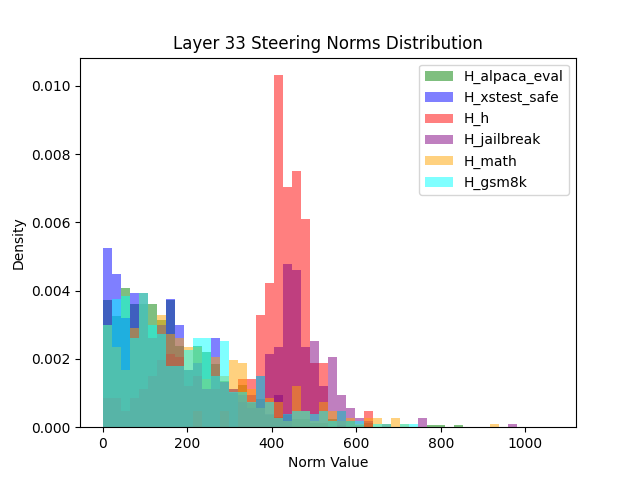 Layer 33 Steering Norms Distribution
H_alpaca_eval
H_xstest_safe
H_h
H_jailbreak
H_math
H_gsm8k
Density
0.010
0.008
0.006
0.004
0.002
0.000
0 200 400 600 800 1000
Norm Value